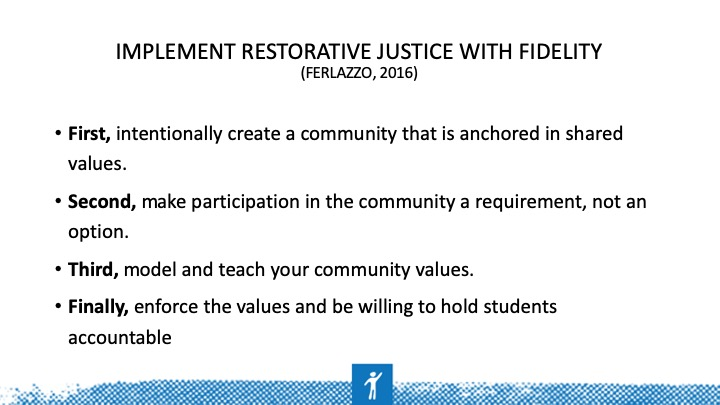 IMPLEMENT RESTORATIVE JUSTICE WITH FIDELITY
(FERLAZZO, 2016)
• First, intentionally create a community that is anchored in shared
values.
• Second, make participation in the community a requirement, not an
option.
• Third, model and teach your community values.
• Finally, enforce the values and be willing to hold students
accountable